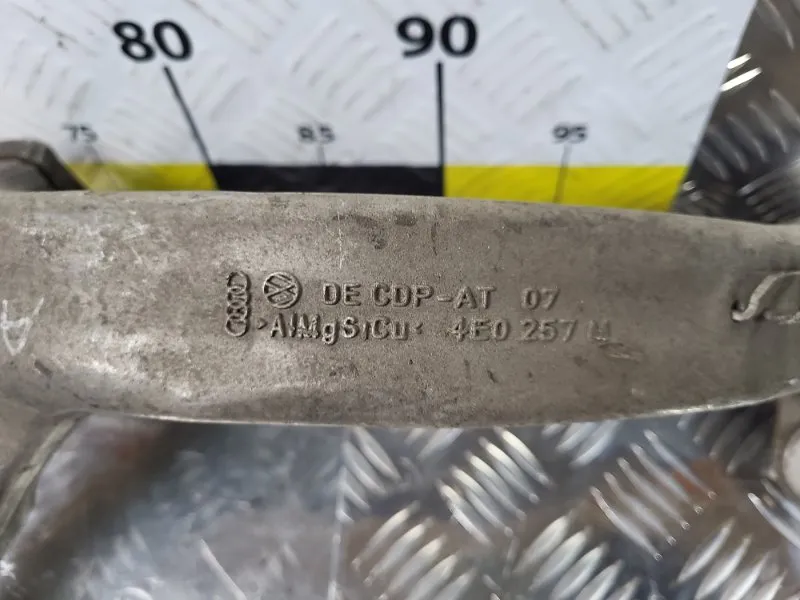 80 90
75 85 95
DE CDP-AT 07
>AlMgSiCu< 4E0 257 M
A